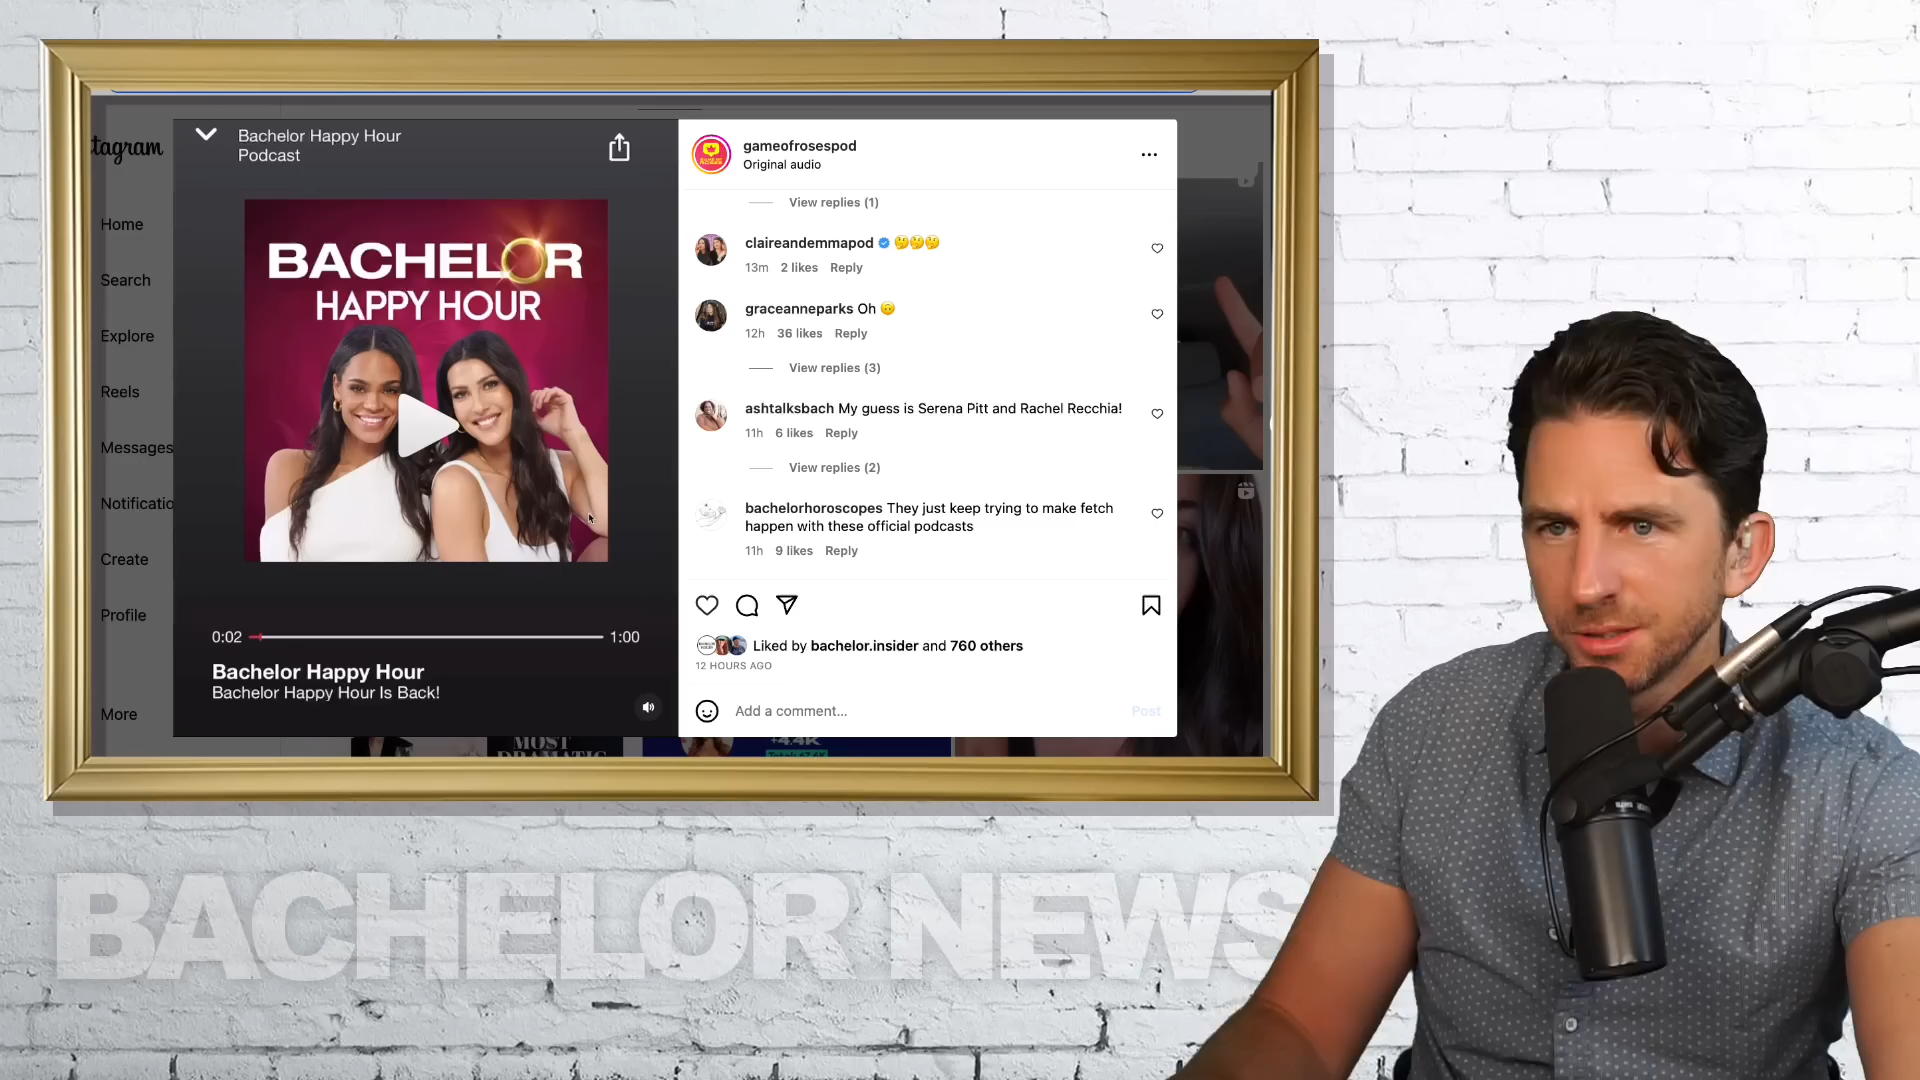 stagram
Home
Search
Explore
Reels
Messages
Notificatio
Create
Profile
More
Bachelor Happy Hour
Podcast
BACHELOR
HAPPY HOUR
0:02
1:00
Bachelor Happy Hour
Bachelor Happy Hour Is Back!
gameofrosespod
Original audio
View replies (1)
claireandemmapod 🤔🤔🤔
13m 2 likes Reply
graceanneparks Oh 🙃
12h 36 likes Reply
View replies (3)
ashtalksbach My guess is Serena Pitt and Rachel Recchia!
11h 6 likes Reply
View replies (2)
bachelorhoroscopes They just keep trying to make fetch
happen with these official podcasts
11h 9 likes Reply
Liked by bachelor.insider and 760 others
12 HOURS AGO
Add a comment...
Post
MOST
DRAMATIC
+4.4K
BACHELOR NEWS